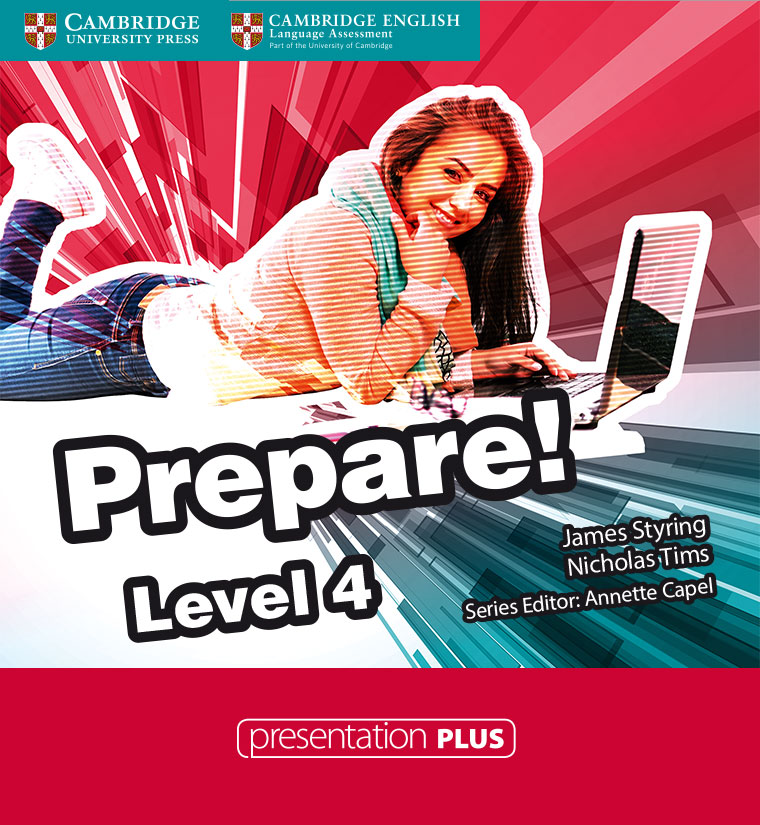 CAMBRIDGE
UNIVERSITY PRESS
CAMBRIDGE ENGLISH
Language Assessment
Part of the University of Cambridge
Prepare!
Level 4
James Styring
Nicholas Tims
Series Editor: Annette Capel
presentation PLUS